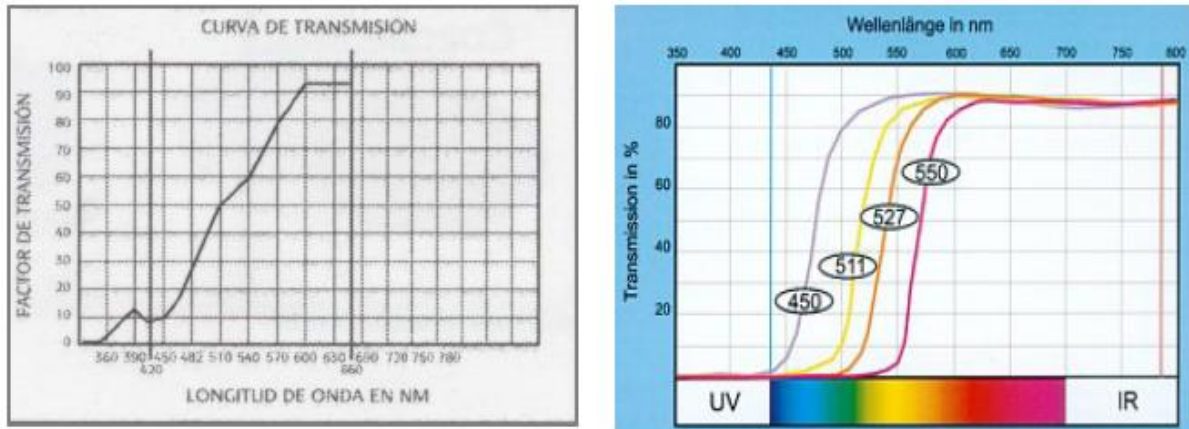 CURVA DE TRANSMISIÓN
FACTOR DE TRANSMISIÓN
100
90
80
70
60
50
40
30
20
10
0
360 390 450 482 510 540 570 600 630 690 720 750 780
420 660
LONGITUD DE ONDA EN NM
Wellenlänge in nm
350 400 450 500 550 600 650 700 750 800
Transmission in %
80
60
40
20
550
527
511
450
UV IR